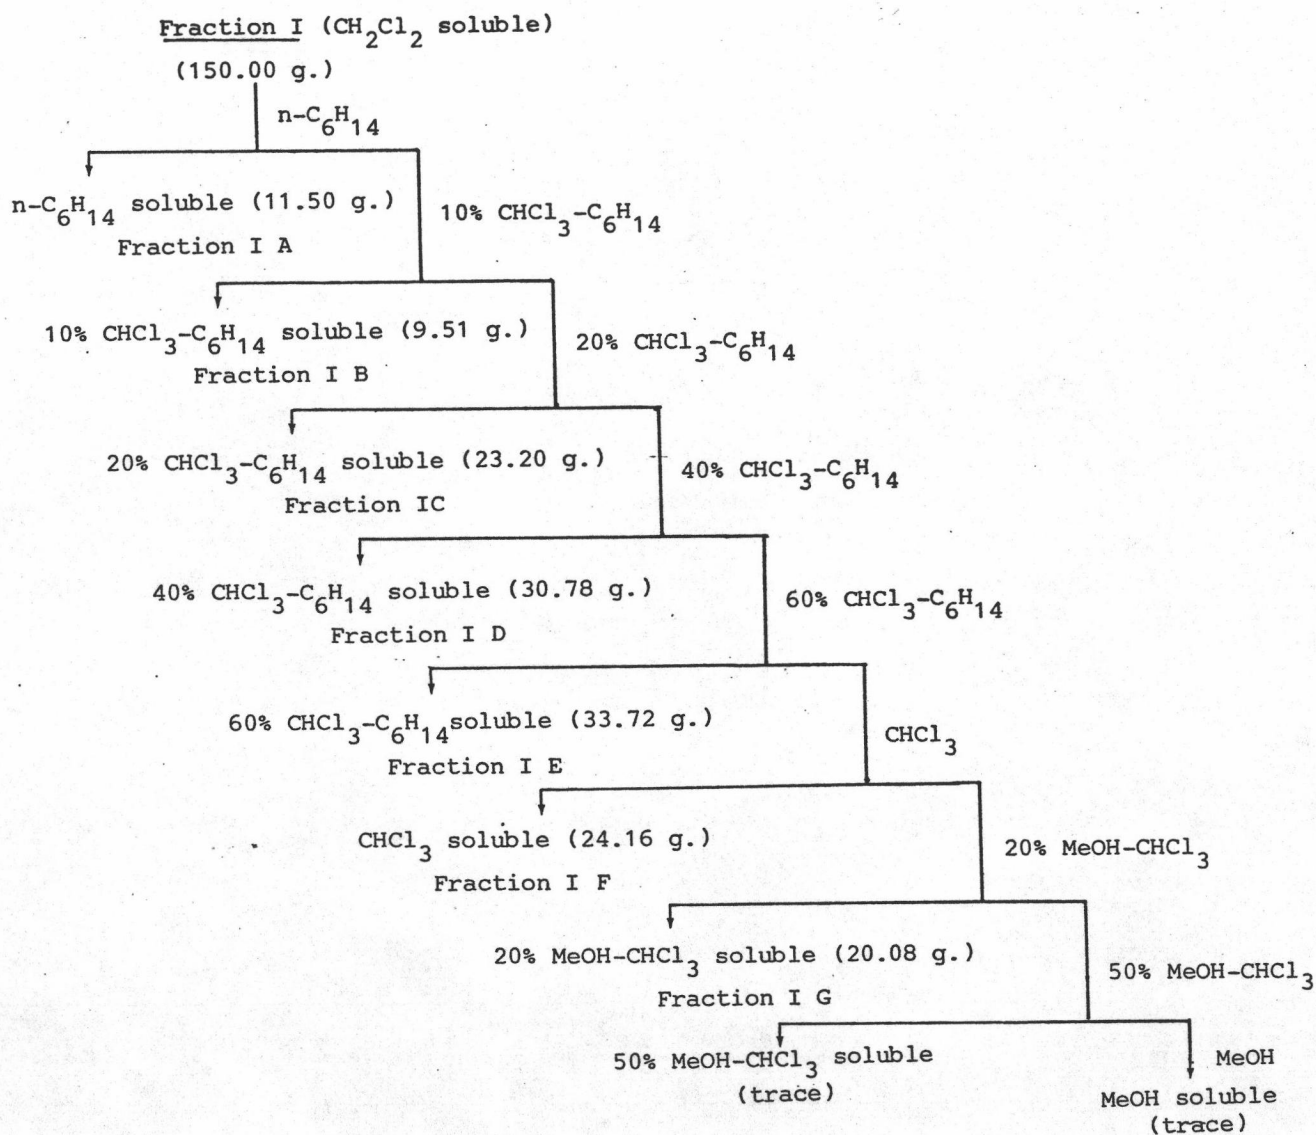 Fraction I (CH2Cl2 soluble)
(150.00 g.)
n-C6H14
n-C6H14 soluble (11.50 g.)
Fraction I A
10% CHCl3-C6H14
10% CHCl3-C6H14 soluble (9.51 g.)
Fraction I B
20% CHCl3-C6H14
20% CHCl3-C6H14 soluble (23.20 g.)
Fraction IC
40% CHCl3-C6H14
40% CHCl3-C6H14 soluble (30.78 g.)
Fraction I D
60% CHCl3-C6H14
60% CHCl3-C6H14 soluble (33.72 g.)
Fraction I E
CHCl3
CHCl3 soluble (24.16 g.)
Fraction I F
20% MeOH-CHCl3
20% MeOH-CHCl3 soluble (20.08 g.)
Fraction I G
50% MeOH-CHCl3
50% MeOH-CHCl3 soluble
(trace)
MeOH
MeOH soluble
(trace)